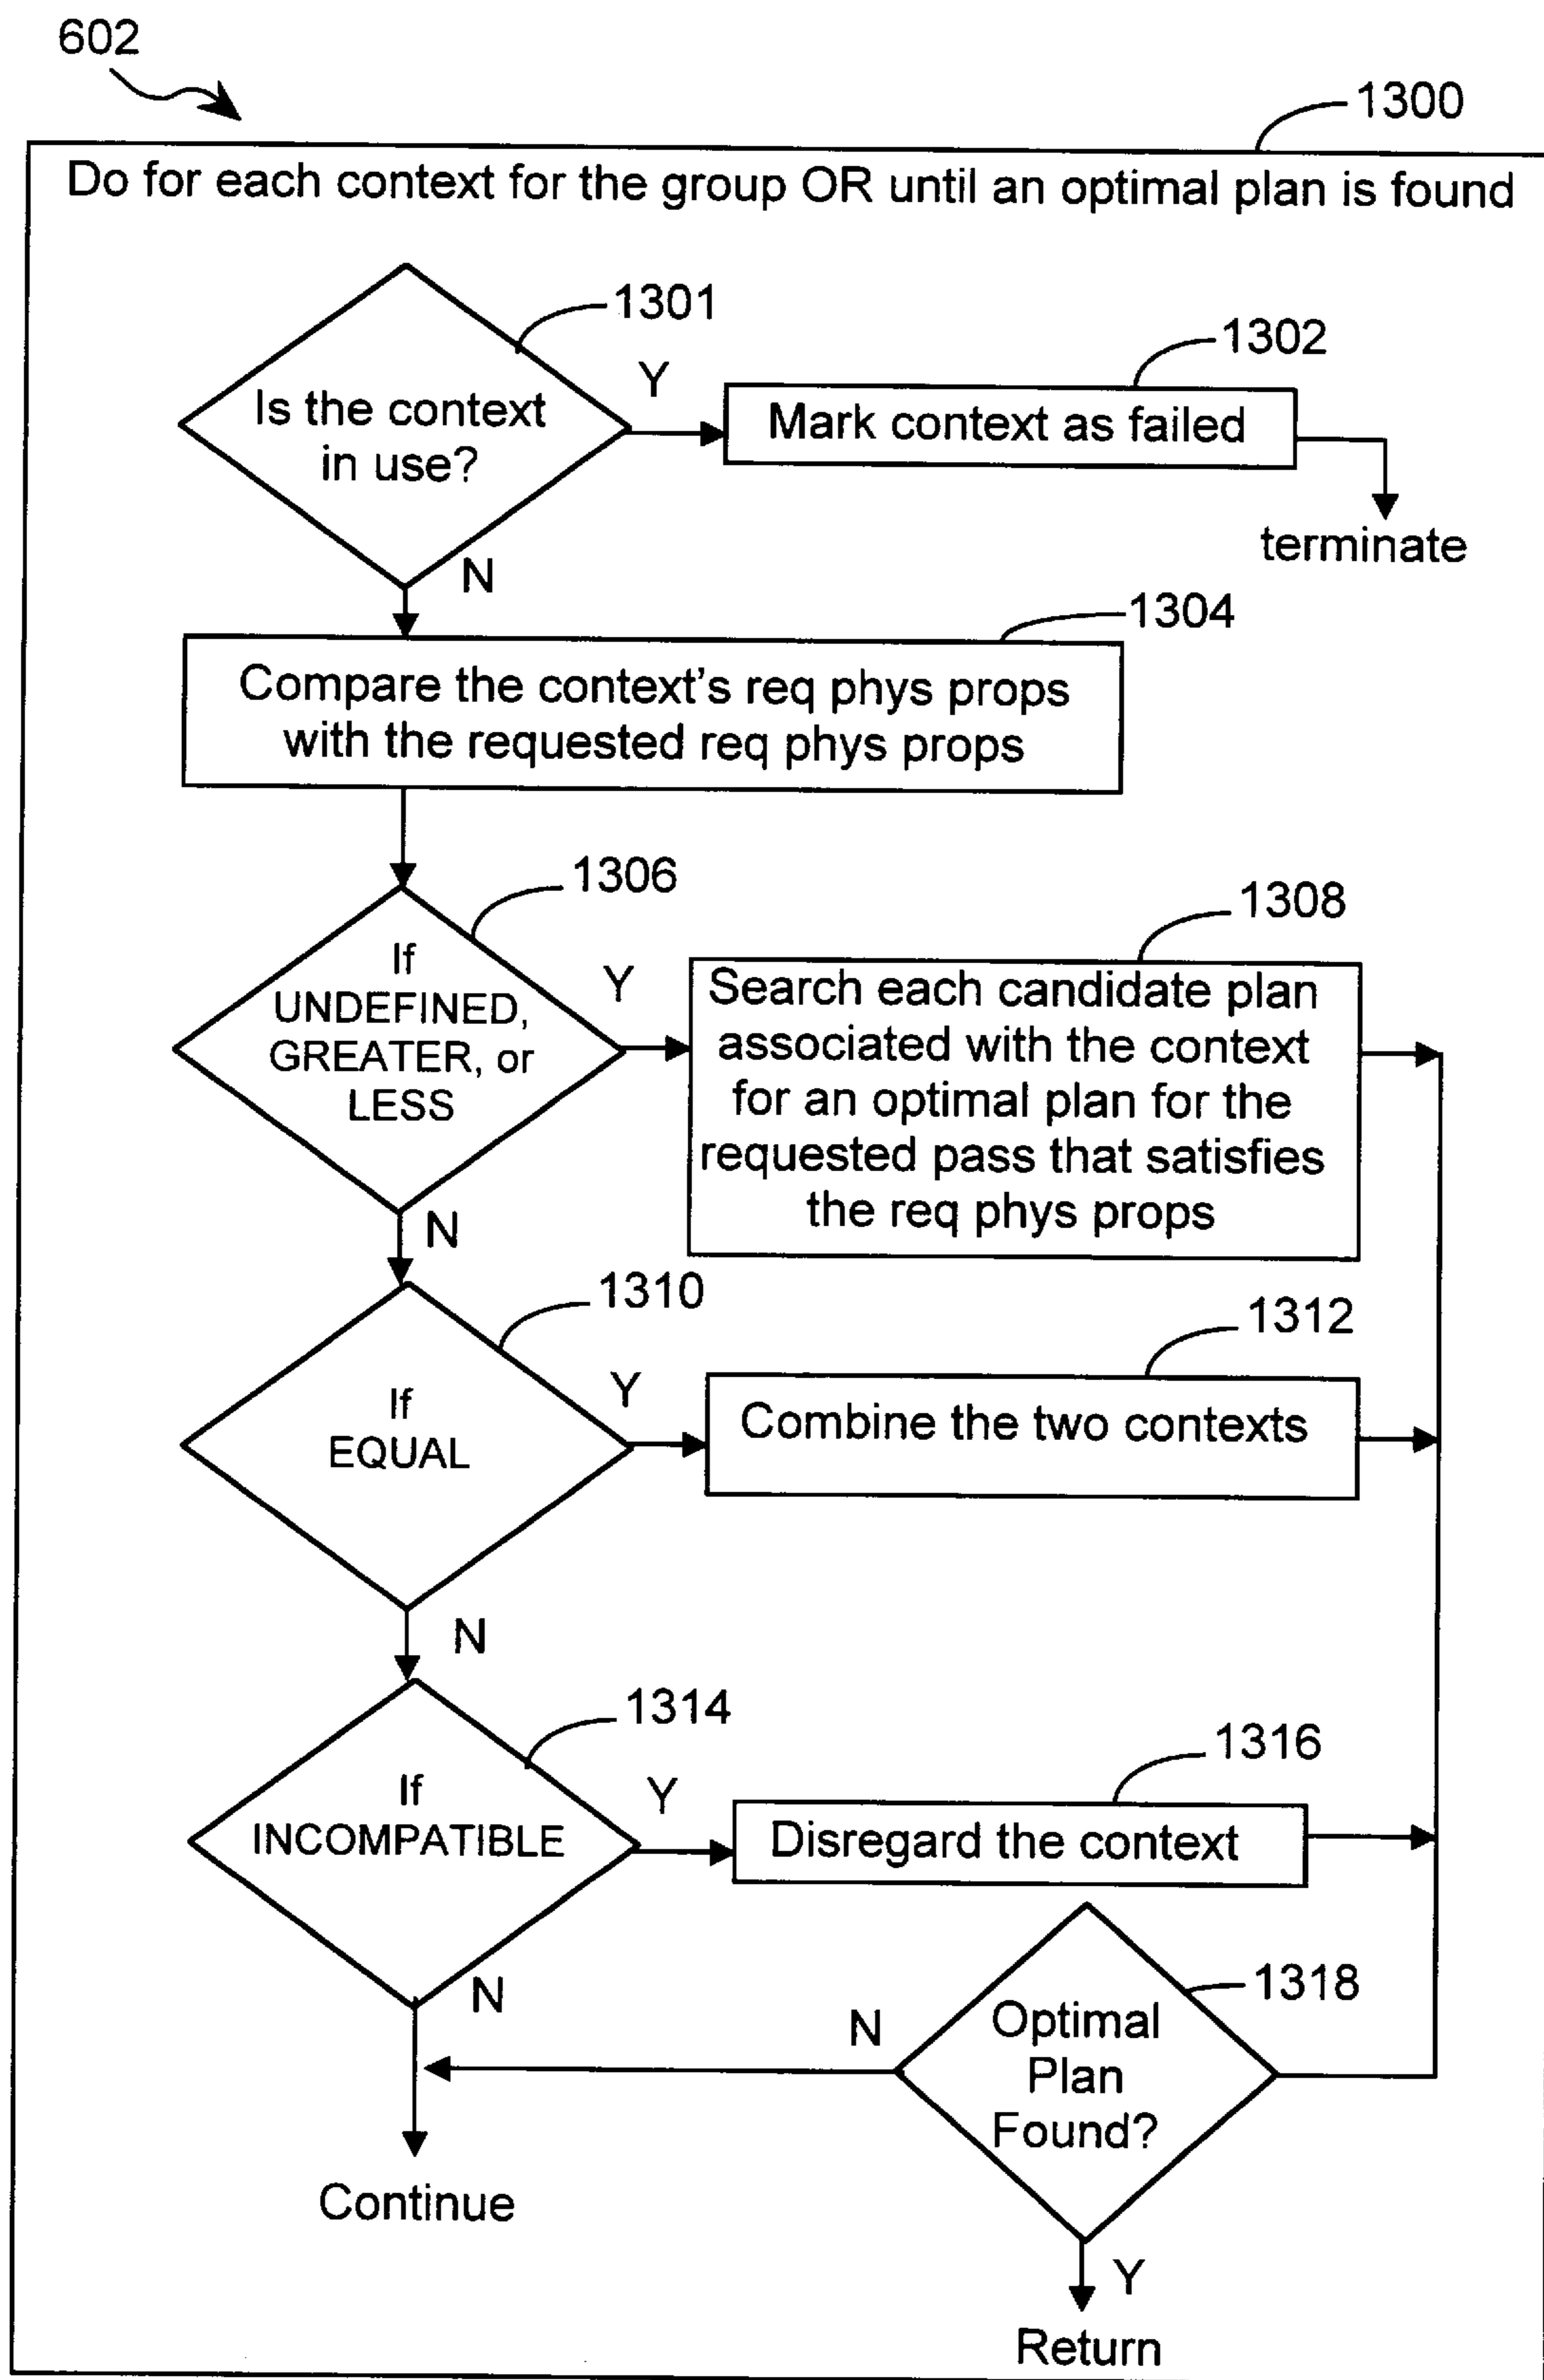 602
1300
Do for each context for the group OR until an optimal plan is found
1301
1302
Y
Is the context
in use?
Mark context as failed
terminate
N
1304
Compare the context's req phys props
with the requested req phys props
1306
1308
If
UNDEFINED,
GREATER, or
LESS
Y
Search each candidate plan
associated with the context
for an optimal plan for the
requested pass that satisfies
the req phys props
N
1310
1312
If
EQUAL
Y
Combine the two contexts
N
1314
1316
If
INCOMPATIBLE
Y
Disregard the context
N
1318
N
Optimal
Plan
Found?
Continue
Y
Return